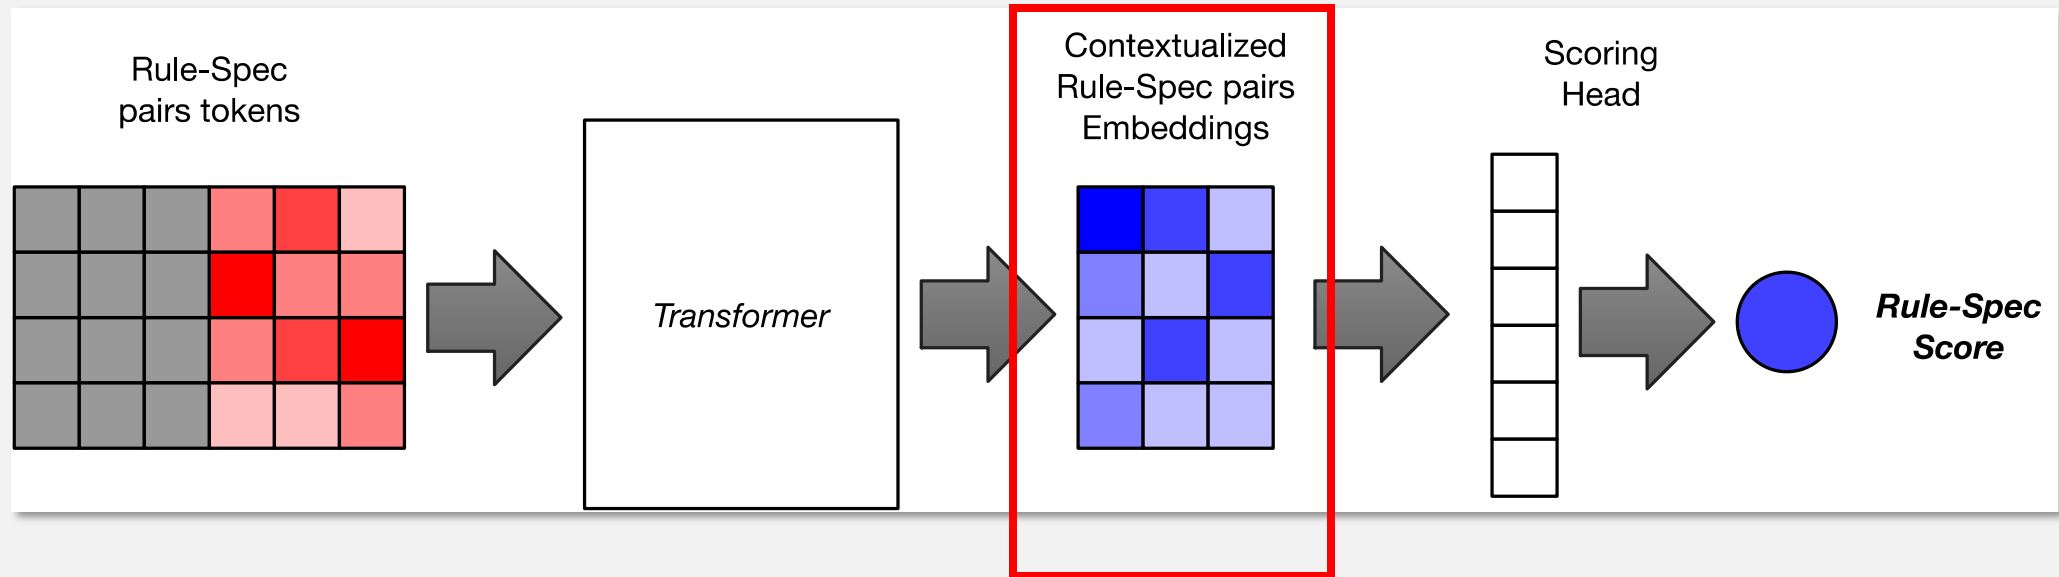 Rule-Spec
pairs tokens
Transformer
Contextualized
Rule-Spec pairs
Embeddings
Scoring
Head
Rule-Spec
Score